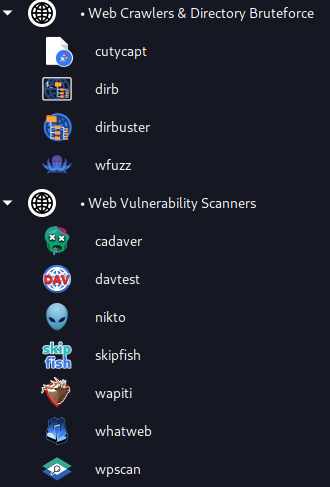 • Web Crawlers & Directory Bruteforce
cutycapt
dirb
dirbuster
wfuzz
• Web Vulnerability Scanners
cadaver
DAV davtest
nikto
skip fish skipfish
wapiti
whatweb
wpscan